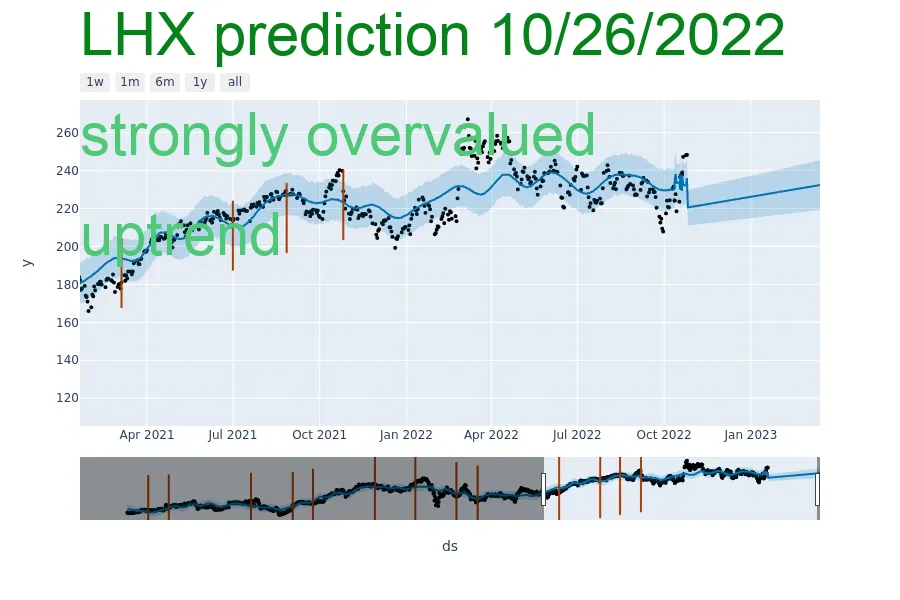 LHX prediction 10/26/2022
1w 1m 6m 1y all
strongly overvalued
uptrend
260
240
220
200
180
160
140
120
y
Apr 2021 Jul 2021 Oct 2021 Jan 2022 Apr 2022 Jul 2022 Oct 2022 Jan 2023
ds